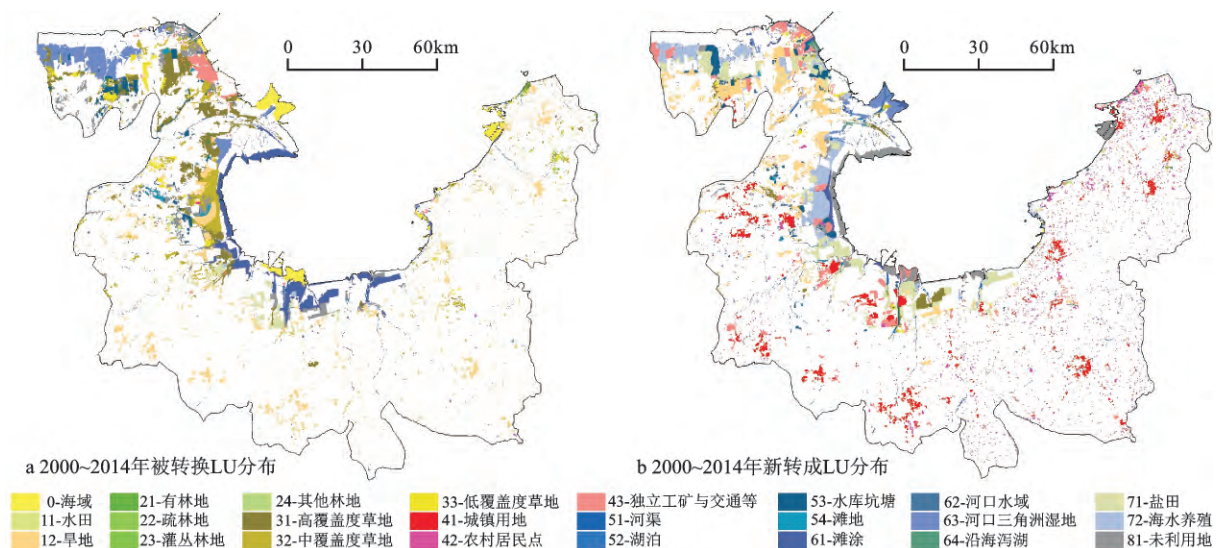 0 30 60km
0 30 60km
a 2000~2014年被转换LU分布
b 2000~2014年新转成LU分布
0-海域 21-有林地 24-其他林地 33-低覆盖度草地 43-独立工矿与交通等 53-水库坑塘 62-河口水域 71-盐田
11-水田 22-疏林地 31-高覆盖度草地 41-城镇用地 51-河渠 54-滩地 63-河口三角洲湿地 72-海水养殖
12-旱地 23-灌丛林地 32-中覆盖度草地 42-农村居民点 52-湖泊 61-滩涂 64-沿海泻湖 81-未利用地